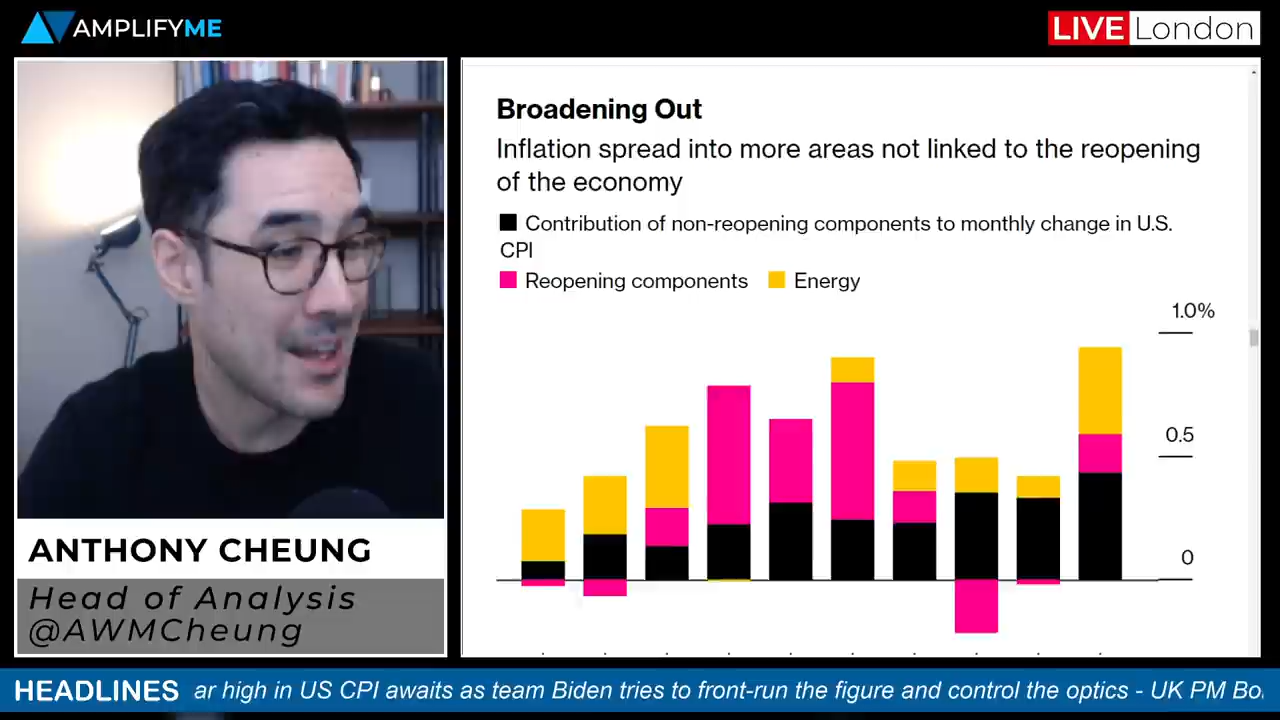 AMPLIFYME
LIVE London
Broadening Out
Inflation spread into more areas not linked to the reopening
of the economy
Contribution of non-reopening components to monthly change in U.S.
CPI
Reopening components Energy
1.0%
0.5
0
ANTHONY CHEUNG
Head of Analysis
@AWMCheung
HEADLINES ar high in US CPI awaits as team Biden tries to front-run the figure and control the optics - UK PM Bo